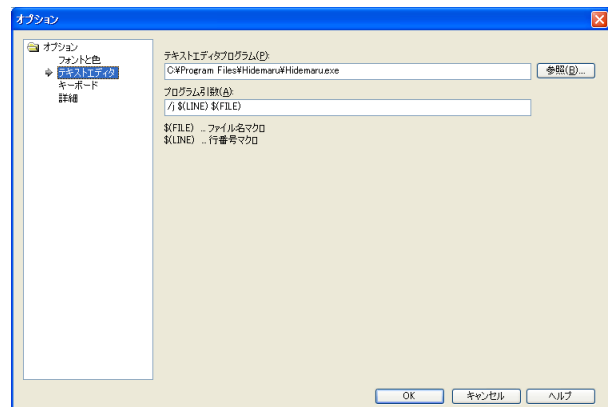 オプション
オプション
フォントと色
テキストエディタ
キーボード
詳細
テキストエディタプログラム(P):
C:¥Program Files¥Hidemaru¥Hidemaru.exe
参照(B)...
プログラム引数(A):
/j $(LINE) $(FILE)
$(FILE) .. ファイル名マクロ
$(LINE) .. 行番号マクロ
OK
キャンセル
ヘルプ